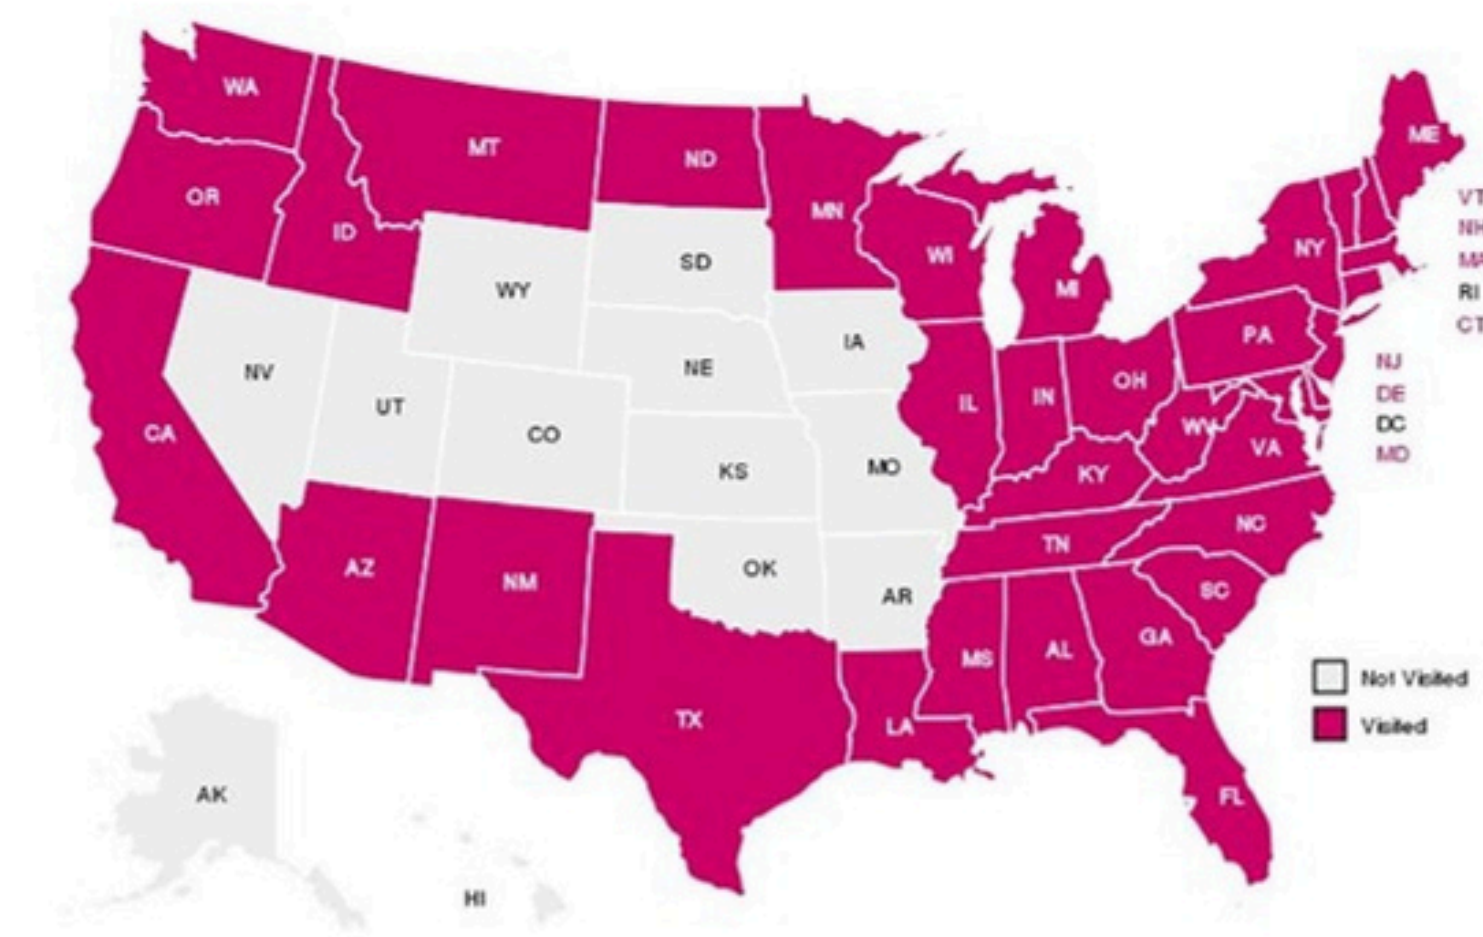 WA
MT
ND
ME
OR
ID
MN
VT
NH
MA
RI
CT
NY
WI
SD
WY
MI
IA
PA
NE
NV
NJ
OH
DE
UT
IL
IN
DC
CA
CO
WV
VA
MD
KS
MO
KY
NC
TN
AZ
NM
OK
AR
SC
GA
AL
MS
Not Visited
TX
LA
Visited
AK
FL
HI